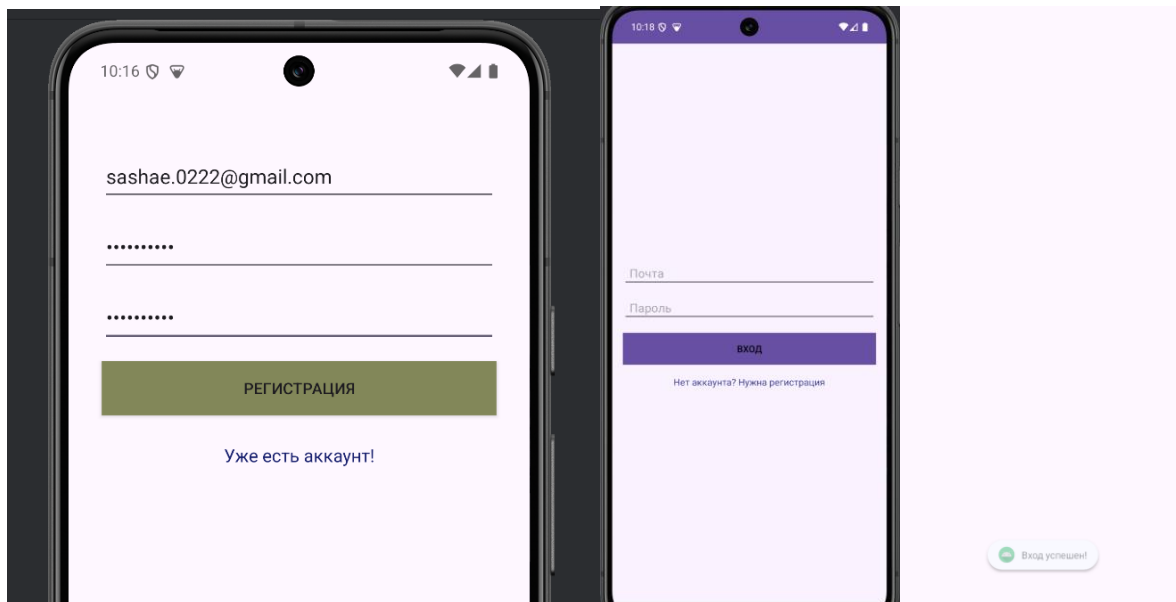 10:16
sashae.0222@gmail.com
••••••••••
••••••••••
РЕГИСТРАЦИЯ
Уже есть аккаунт!
10:18
Почта
Пароль
ВХОД
Нет аккаунта? Нужна регистрация
Вход успешен!